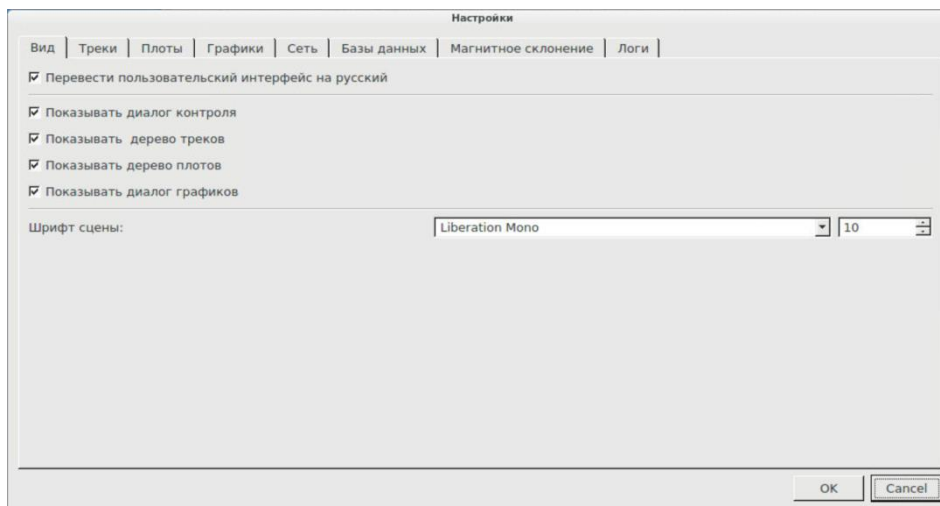 Настройки
Вид Треки Плоты Графики Сеть Базы данных Магнитное склонение Логи
Перевести пользовательский интерфейс на русский
Показывать диалог контроля
Показывать дерево треков
Показывать дерево плотов
Показывать диалог графиков
Шрифт сцены: Liberation Mono 10
OK Cancel